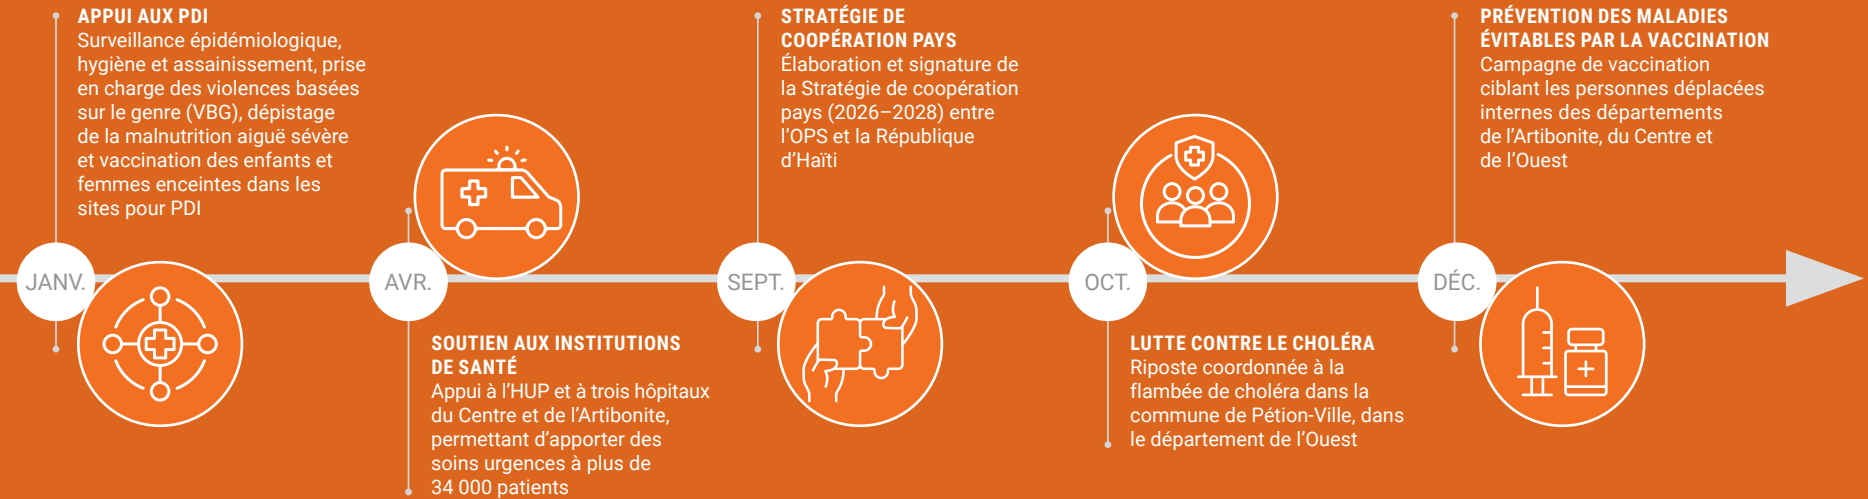 JANV.
APPUI AUX PDI
Surveillance épidémiologique,
hygiène et assainissement, prise
en charge des violences basées
sur le genre (VBG), dépistage
de la malnutrition aiguë sévère
et vaccination des enfants et
femmes enceintes dans les
sites pour PDI
AVR.
SOUTIEN AUX INSTITUTIONS
DE SANTÉ
Appui à l’HUP et à trois hôpitaux
du Centre et de l’Artibonite,
permettant d’apporter des
soins urgences à plus de
34 000 patients
SEPT.
STRATÉGIE DE
COOPÉRATION PAYS
Élaboration et signature de
la Stratégie de coopération
pays (2026–2028) entre
l’OPS et la République
d’Haïti
OCT.
LUTTE CONTRE LE CHOLÉRA
Riposte coordonnée à la
flambée de choléra dans la
commune de Pétion-Ville, dans
le département de l’Ouest
DÉC.
PRÉVENTION DES MALADIES
ÉVITABLES PAR LA VACCINATION
Campagne de vaccination
ciblant les personnes déplacées
internes des départements
de l’Artibonite, du Centre et
de l’Ouest